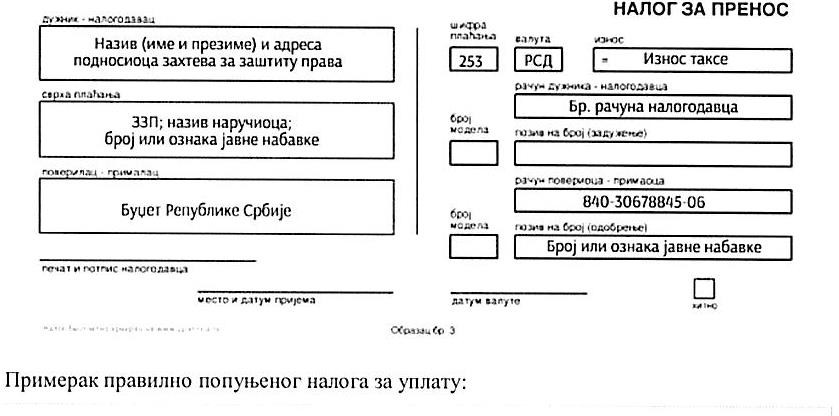 НАЛОГ ЗА ПРЕНОС
дужник - налогодавац
Назив (име и презиме) и адреса
подносиоца захтева за заштиту права
сврха плаћања
ЗЗП; назив наручиоца;
број или ознака јавне набавке
поверилац - прималац
Буџет Републике Србије
печат и потпис налогодавца
место и датум пријема
шифра
плаћања
253
валута
РСД
износ
= Износ таксе
рачун дужника - налогодавца
Бр. рачуна налогодавца
број
модела
позив на број (задужење)
рачун повериоца - примаоца
840-30678845-06
број
модела
позив на број (одобрење)
Број или ознака јавне набавке
датум валуте
хитно
Образац бр. 3
Примерак правилно попуњеног налога за уплату: